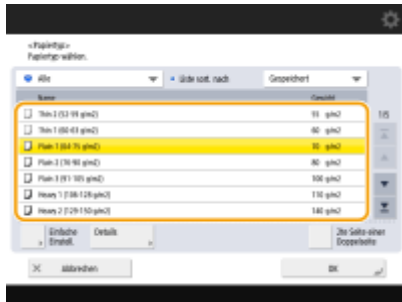 <Papiertyp>
Papiertyp wählen.
Alle
Liste sort. nach
Gespeichert
Name
Gewicht
Thin 2 (52-59 g/m2)
55 g/m2
Thin 1 (60-63 g/m2)
60 g/m2
Plain 1 (64-75 g/m2)
70 g/m2
Plain 2 (76-90 g/m2)
80 g/m2
Plain 3 (91-105 g/m2)
100 g/m2
Heavy 1 (106-128 g/m2)
110 g/m2
Heavy 2 (129-150 g/m2)
140 g/m2
1/5
Einfache
Einstell.
Details
2te Seite einer
Doppelseite
Abbrechen
OK